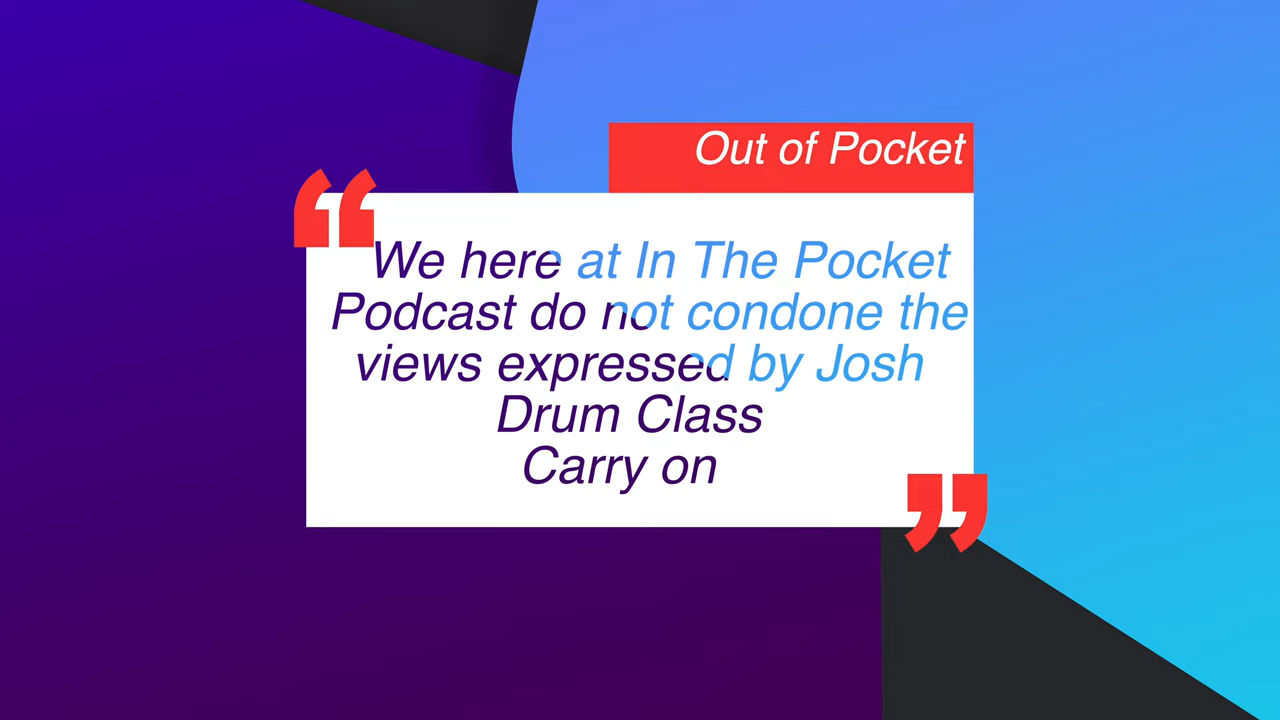 Out of Pocket
“
We here at In The Pocket
Podcast do not condone the
views expressed by Josh
Drum Class
Carry on
”